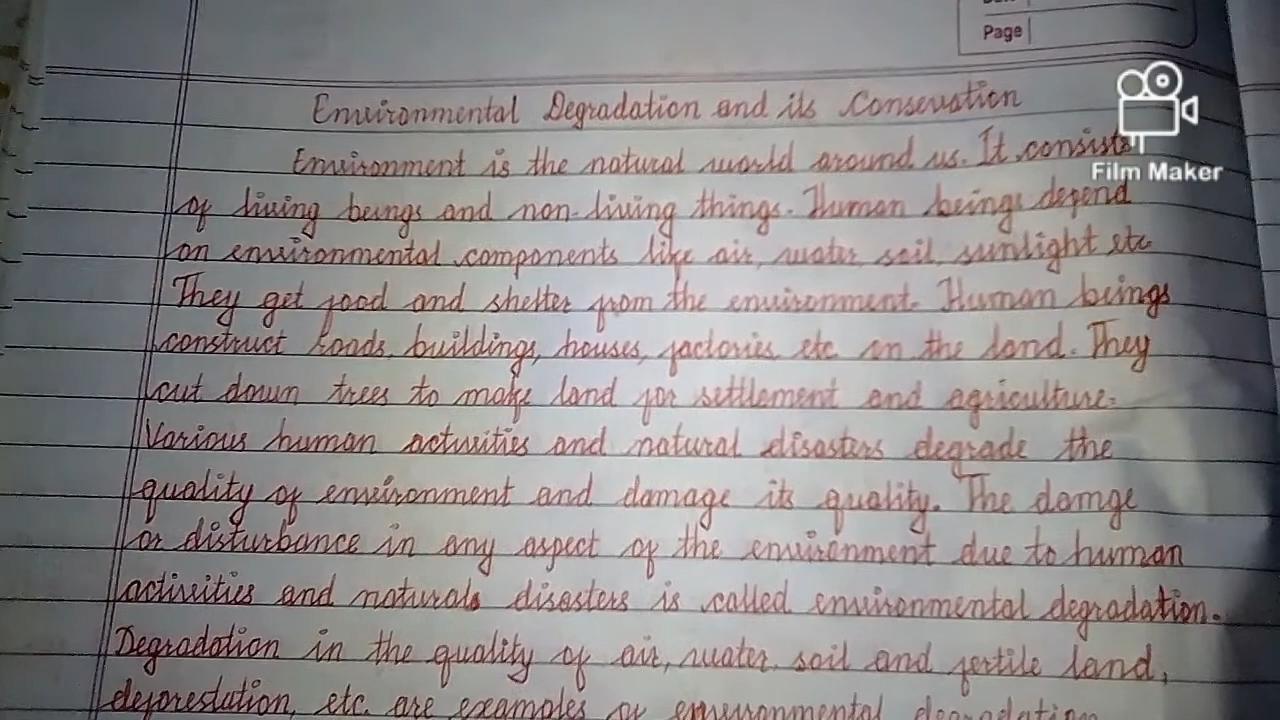 Page
Environmental Degradation and its Conservation
Film Maker
Environment is the natural world around us. It consists
of living beings and non-living things. Human beings depend
on environmental components like air, water, soil, sunlight etc
They get food and shelter from the environment. Human beings
construct roads, buildings, houses, factories etc on the land. They
cut down trees to make land for settlement and agriculture.
Various human activities and natural disasters degrade the
quality of environment and damage its quality. The domge
or disturbance in any aspect of the environment due to human
activities and naturals disasters is called environmental degradation.
Degradation in the quality of air, water, soil and fertile land,
deforestation, etc. are examples of environmental degradation